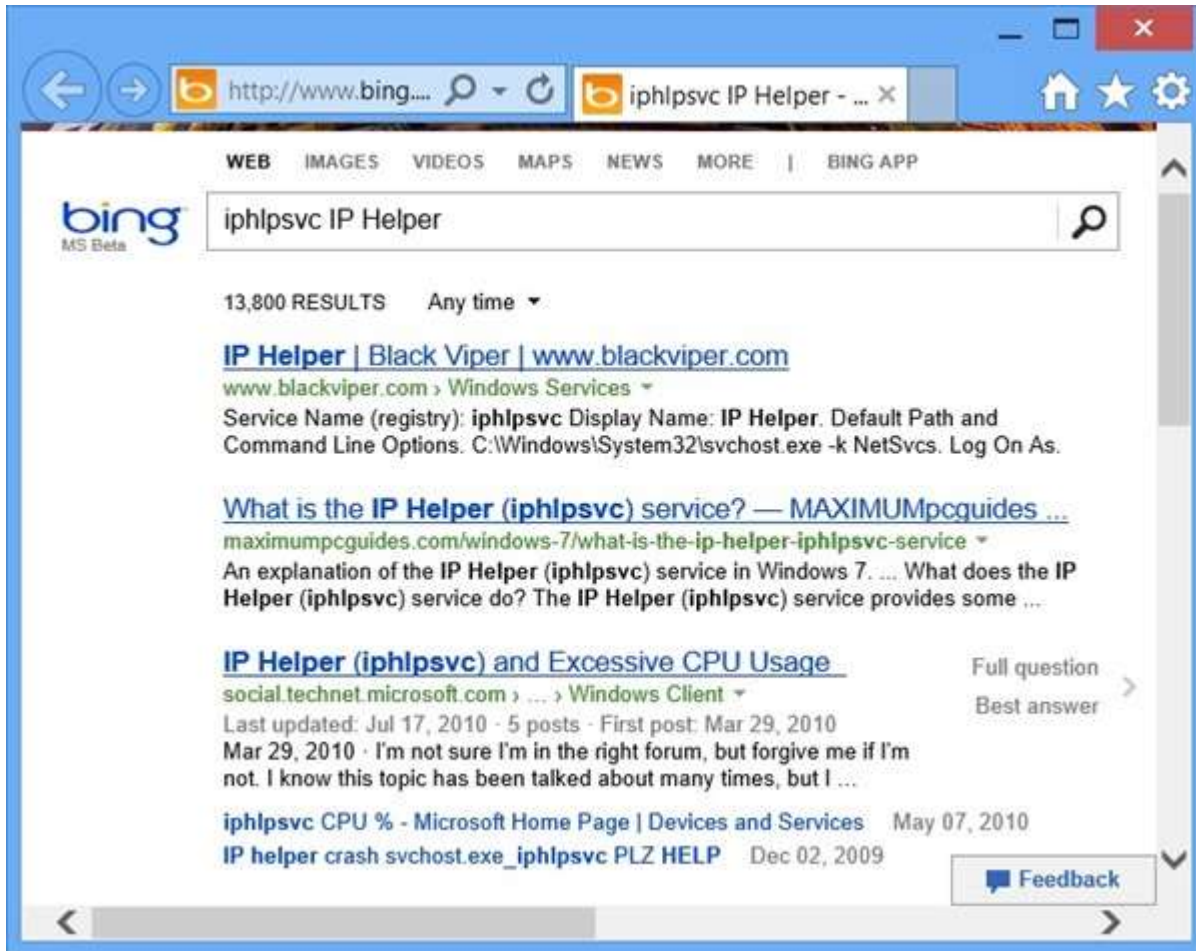 http://www.bing.... iphlpsvc IP Helper - ...
WEB IMAGES VIDEOS MAPS NEWS MORE | BING APP
bing
MS Beta
iphlpsvc IP Helper
13,800 RESULTS Any time
IP Helper | Black Viper | www.blackviper.com
www.blackviper.com › Windows Services
Service Name (registry): iphlpsvc Display Name: IP Helper. Default Path and
Command Line Options. C:\Windows\System32\svchost.exe -k NetSvcs. Log On As.
What is the IP Helper (iphlpsvc) service? — MAXIMUMpcguides ...
maximumpcguides.com/windows-7/what-is-the-ip-helper-iphlpsvc-service
An explanation of the IP Helper (iphlpsvc) service in Windows 7. ... What does the IP
Helper (iphlpsvc) service do? The IP Helper (iphlpsvc) service provides some ...
IP Helper (iphlpsvc) and Excessive CPU Usage
social.technet.microsoft.com › ... › Windows Client
Last updated: Jul 17, 2010 · 5 posts · First post: Mar 29, 2010
Mar 29, 2010 · I'm not sure I'm in the right forum, but forgive me if I'm
not. I know this topic has been talked about many times, but I ...
Full question
Best answer
iphlpsvc CPU % - Microsoft Home Page | Devices and Services May 07, 2010
IP helper crash svchost.exe_iphlpsvc PLZ HELP Dec 02, 2009
Feedback